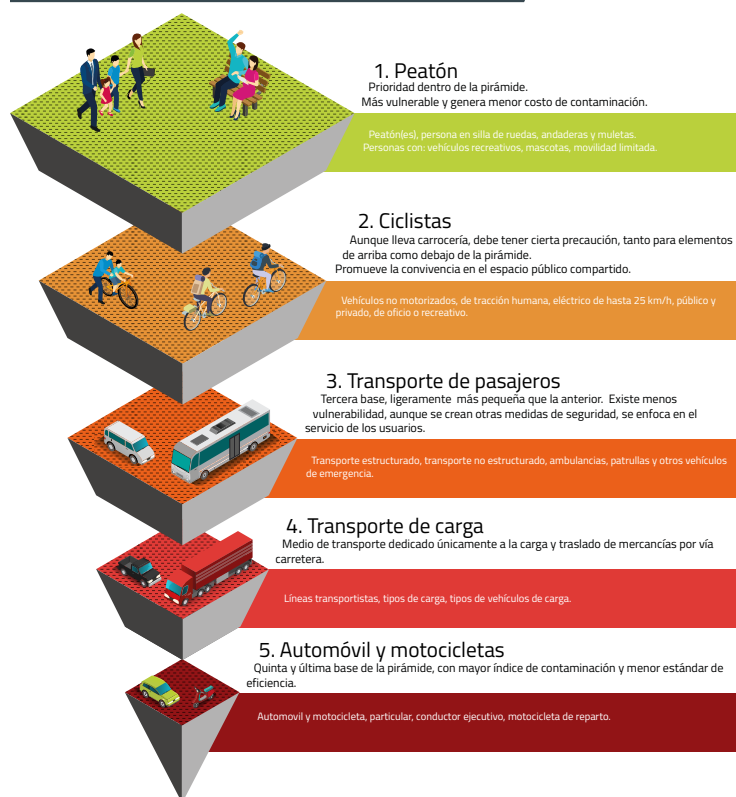 1. Peatón
Prioridad dentro de la pirámide.
Más vulnerable y genera menor costo de contaminación.
Peatón(es), persona en silla de ruedas, andaderas y muletas.
Personas con: vehículos recreativos, mascotas, movilidad limitada.
2. Ciclistas
Aunque lleva carrocería, debe tener cierta precaución, tanto para elementos
de arriba como debajo de la pirámide.
Promueve la convivencia en el espacio público compartido.
Vehículos no motorizados, de tracción humana, eléctrico de hasta 25 km/h, público y
privado, de oficio o recreativo.
3. Transporte de pasajeros
Tercera base, ligeramente más pequeña que la anterior. Existe menos
vulnerabilidad, aunque se crean otras medidas de seguridad, se enfoca en el
servicio de los usuarios.
Transporte estructurado, transporte no estructurado, ambulancias, patrullas y otros vehículos
de emergencia.
4. Transporte de carga
Medio de transporte dedicado únicamente a la carga y traslado de mercancías por vía
carretera.
Líneas transportistas, tipos de carga, tipos de vehículos de carga.
5. Automóvil y motocicletas
Quinta y última base de la pirámide, con mayor índice de contaminación y menor estándar de
eficiencia.
Automovil y motocicleta, particular, conductor ejecutivo, motocicleta de reparto.